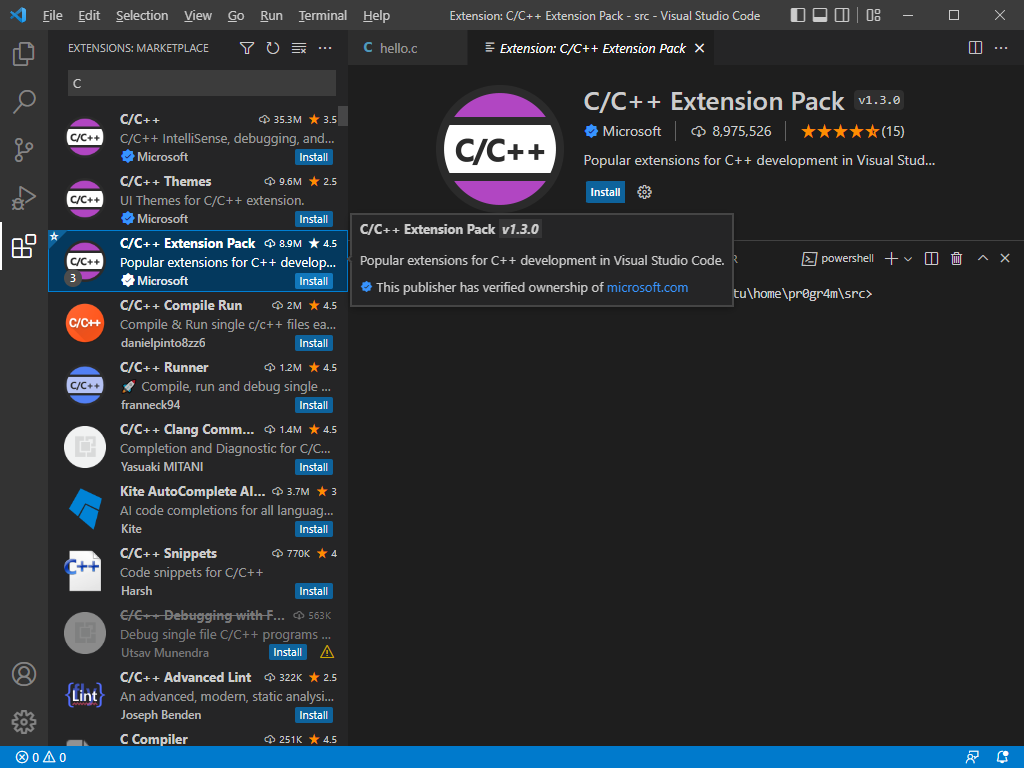 File Edit Selection View Go Run Terminal Help
Extension: C/C++ Extension Pack - src - Visual Studio Code
EXTENSIONS: MARKETPLACE
C
C/C++ 35.3M 3.5
C/C++ IntelliSense, debugging, and...
Microsoft Install
C/C++ Themes 9.6M 2.5
UI Themes for C/C++ extension.
Microsoft Install
C/C++ Extension Pack 8.9M 4.5
Popular extensions for C++ develop...
3 Microsoft Install
C/C++ Compile Run 2M 4.5
Compile & Run single c/c++ files ea...
danielpinto8zz6 Install
C/C++ Runner 1.2M 4.5
🚀 Compile, run and debug single ...
franneck94 Install
C/C++ Clang Comm... 1.4M 4.5
Completion and Diagnostic for C/C...
Yasuaki MITANI Install
Kite AutoComplete AI... 3.7M 3
AI code completions for all languag...
Kite Install
C/C++ Snippets 770K 4
Code snippets for C/C++
Harsh Install
C/C++ Debugging with F... 563K
Debug single file C/C++ programs ...
Utsav Munendra Install
C/C++ Advanced Lint 322K 2.5
An advanced, modern, static analysi...
Joseph Benden Install
C Compiler 251K 4.5
C/C++
C/C++
C/C++
C/C++
C/C++
C++
{fly}
Lint
C hello.c
Extension: C/C++ Extension Pack
C/C++
C/C++ Extension Pack v1.3.0
Microsoft 8,975,526 (15)
Popular extensions for C++ development in Visual Stud...
Install
C/C++ Extension Pack v1.3.0
Popular extensions for C++ development in Visual Studio Code.
This publisher has verified ownership of microsoft.com
powershell
tu\home\pr0gr4m\src>
0 0